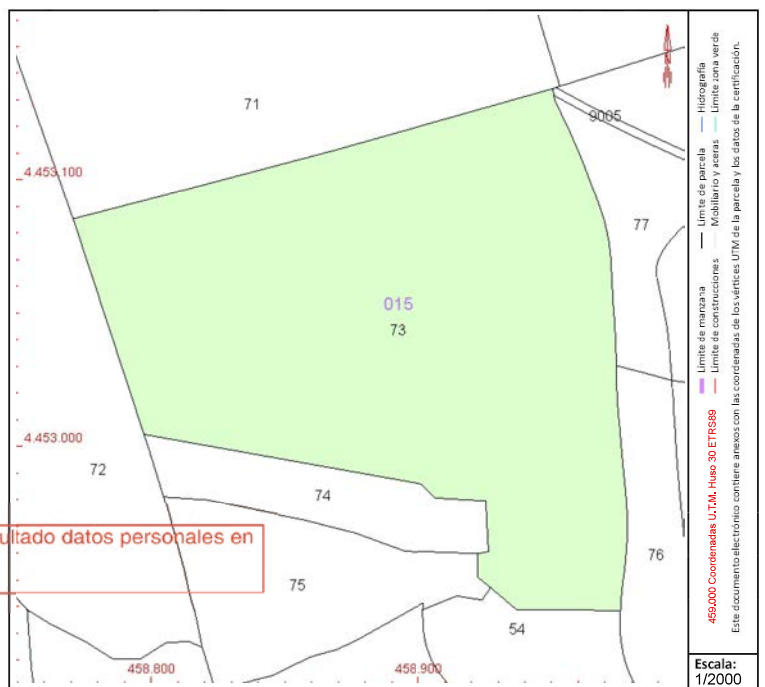 71
9005
4.453.100
77
015
73
4.453.000
72
74
ultado datos personales en
75
76
54
458.800
458.900
Límite de manzana
Límite de parcela
Hidrografía
Límite de construcciones
Mobiliario y aceras
Límite zona verde
459.000 Coordenadas U.T.M. Huso 30 ETRS89
Este documento electrónico contiene anexos con las coordenadas de los vértices UTM de la parcela y los datos de la certificación.
Escala:
1/2000